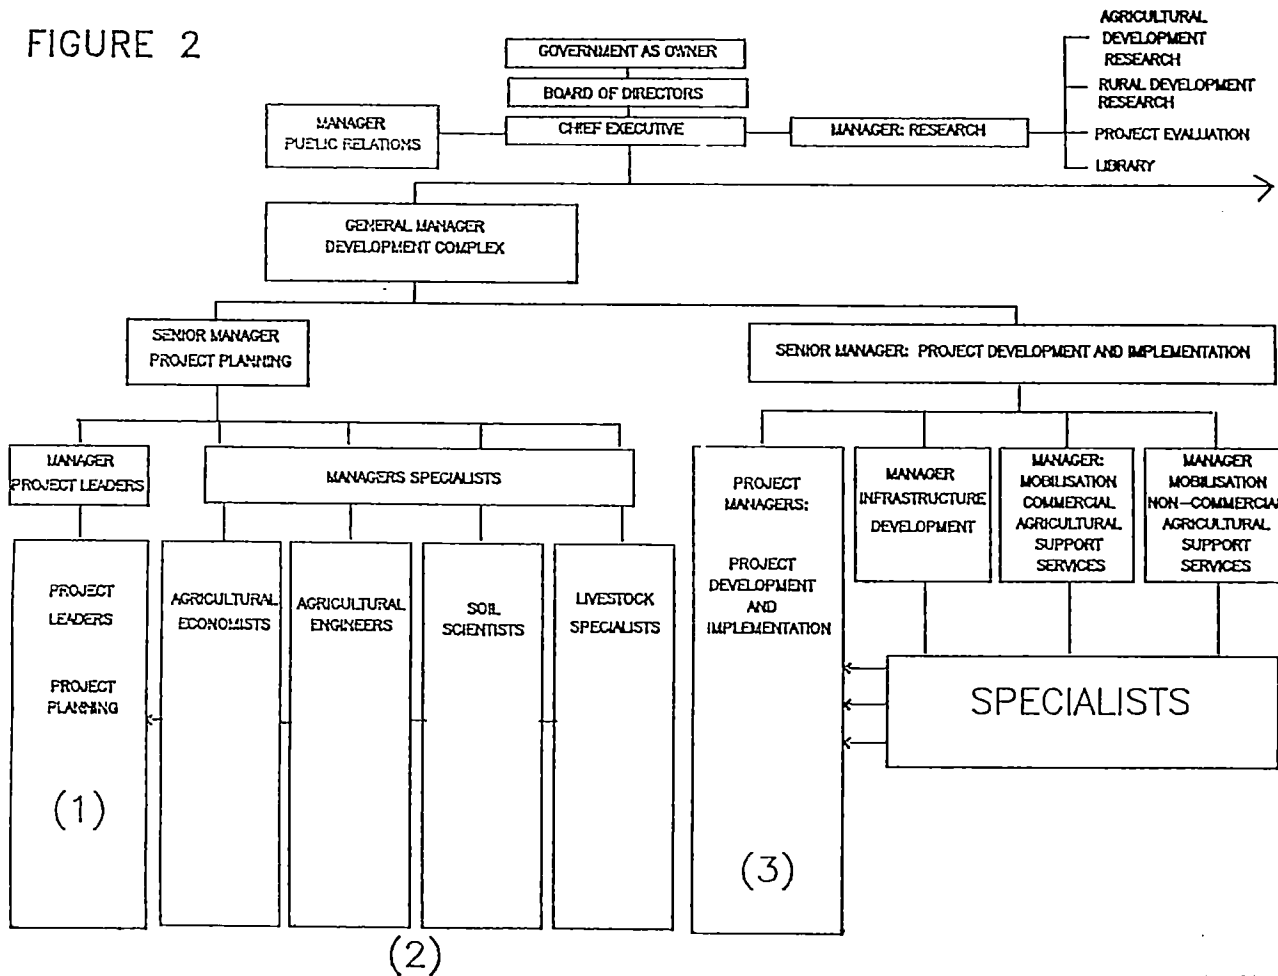 FIGURE 2
GOVERNMENT AS OWNER
BOARD OF DIRECTORS
CHIEF EXECUTIVE
MANAGER
PUBLIC RELATIONS
MANAGER: RESEARCH
AGRICULTURAL
DEVELOPMENT
RESEARCH
RURAL DEVELOPMENT
RESEARCH
PROJECT EVALUATION
LIBRARY
GENERAL MANAGER
DEVELOPMENT COMPLEX
SENIOR MANAGER
PROJECT PLANNING
SENIOR MANAGER: PROJECT DEVELOPMENT AND IMPLEMENTATION
MANAGER
PROJECT LEADERS
MANAGERS SPECIALISTS
PROJECT
LEADERS
PROJECT
PLANNING
(1)
AGRICULTURAL
ECONOMISTS
AGRICULTURAL
ENGINEERS
SOIL
SCIENTISTS
LIVESTOCK
SPECIALISTS
(2)
PROJECT
MANAGERS:
PROJECT
DEVELOPMENT
AND
IMPLEMENTATION
(3)
MANAGER
INFRASTRUCTURE
DEVELOPMENT
MANAGER:
MOBILISATION
COMMERCIAL
AGRICULTURAL
SUPPORT
SERVICES
MANAGER
MOBILISATION
NON-COMMERCIAL
AGRICULTURAL
SUPPORT
SERVICES
SPECIALISTS